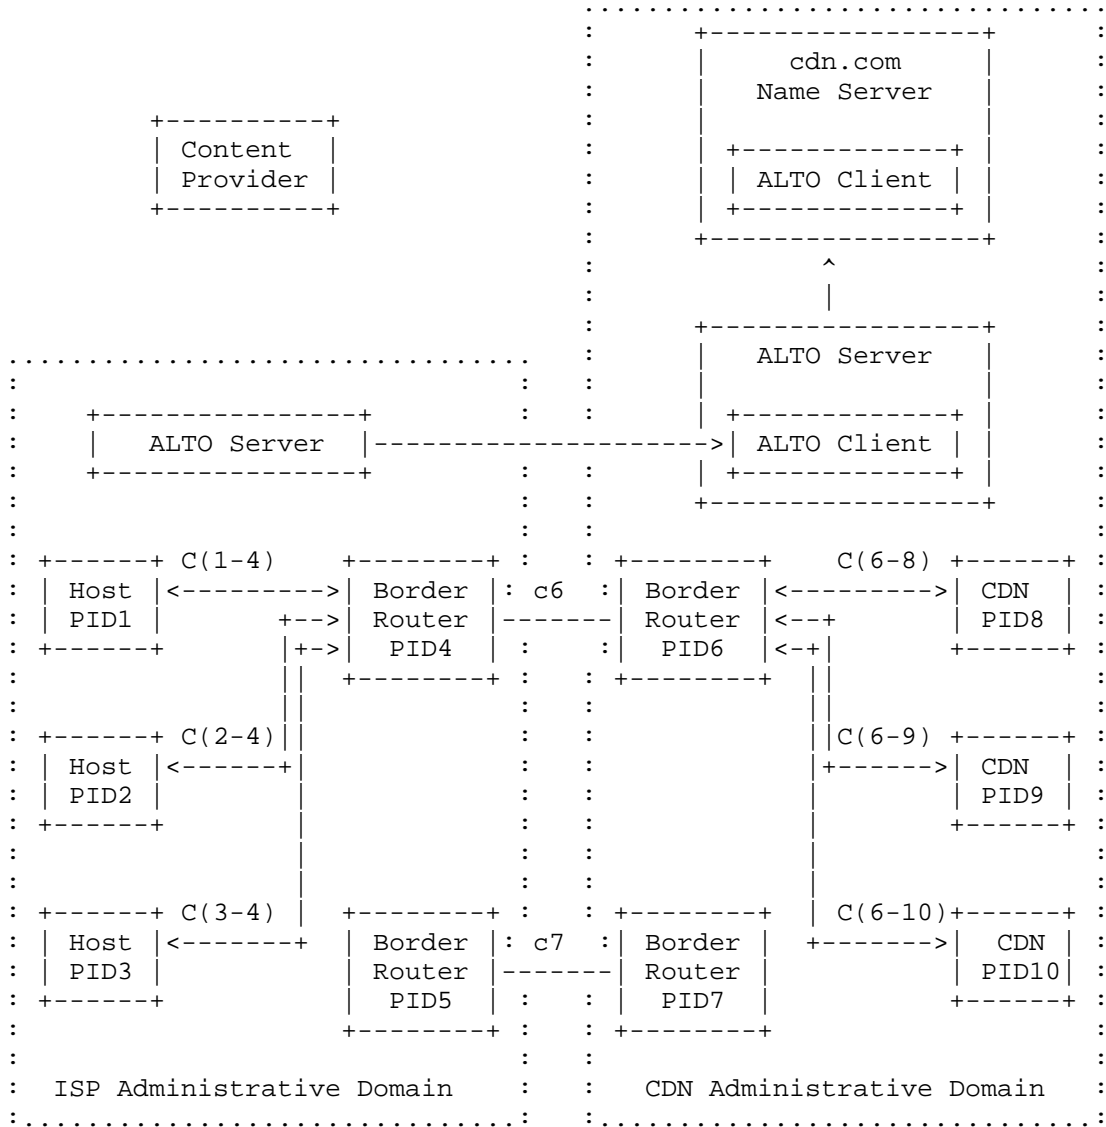 cdn.com
Name Server
Content
Provider
ALTO Client
ALTO Server
ALTO Server
ALTO Client
C(1-4)
C(6-8)
Host
PID1
Border
Router
PID4
c6
Border
Router
PID6
CDN
PID8
C(2-4)
C(6-9)
Host
PID2
CDN
PID9
C(3-4)
C(6-10)
Host
PID3
Border
Router
PID5
c7
Border
Router
PID7
CDN
PID10
ISP Administrative Domain
CDN Administrative Domain